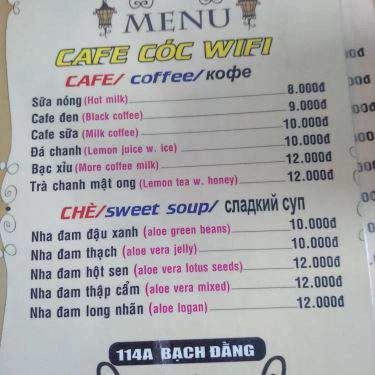 MENU
CAFE CÓC WIFI
CAFE/ coffee/кофе
Sữa nóng (Hot milk) 8.000đ
Cafe đen (Black coffee) 9.000đ
Cafe sữa (Milk coffee) 10.000đ
Đá chanh (Lemon juice w. ice) 10.000đ
Bạc xỉu (More coffee milk) 12.000đ
Trà chanh mật ong (Lemon tea w. honey) 12.000đ
CHÈ/sweet soup/ сладкий суп
Nha đam đậu xanh (aloe green beans) 10.000đ
Nha đam thạch (aloe vera jelly) 10.000đ
Nha đam hột sen (aloe vera lotus seeds) 12.000đ
Nha đam thập cẩm (aloe vera mixed) 12.000đ
Nha đam long nhãn (aloe logan) 12.000đ
114A BẠCH ĐẰNG